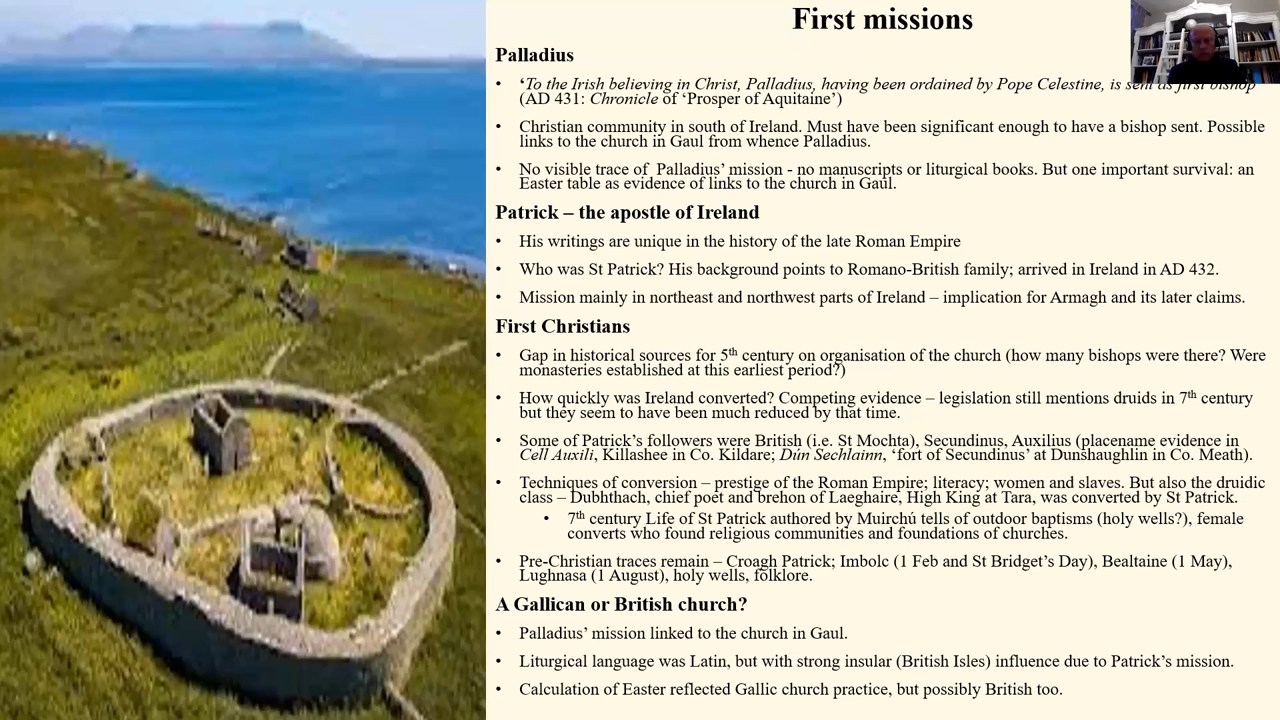 First missions
Palladius
• ‘To the Irish believing in Christ, Palladius, having been ordained by Pope Celestine, is sent as first bishop
(AD 431: Chronicle of ‘Prosper of Aquitaine’)
• Christian community in south of Ireland. Must have been significant enough to have a bishop sent. Possible
links to the church in Gaul from whence Palladius.
• No visible trace of Palladius’ mission - no manuscripts or liturgical books. But one important survival: an
Easter table as evidence of links to the church in Gaul.
Patrick – the apostle of Ireland
• His writings are unique in the history of the late Roman Empire
• Who was St Patrick? His background points to Romano-British family; arrived in Ireland in AD 432.
• Mission mainly in northeast and northwest parts of Ireland – implication for Armagh and its later claims.
First Christians
• Gap in historical sources for 5th century on organisation of the church (how many bishops were there? Were
monasteries established at this earliest period?)
• How quickly was Ireland converted? Competing evidence – legislation still mentions druids in 7th century
but they seem to have been much reduced by that time.
• Some of Patrick’s followers were British (i.e. St Mochta), Secundinus, Auxilius (placename evidence in
Cell Auxili, Killashee in Co. Kildare; Dún Sechlainn, ‘fort of Secundinus’ at Dunshaughlin in Co. Meath).
• Techniques of conversion – prestige of the Roman Empire; literacy; women and slaves. But also the druidic
class – Dubhthach, chief poet and brehon of Laeghaire, High King at Tara, was converted by St Patrick.
• 7th century Life of St Patrick authored by Muirchú tells of outdoor baptisms (holy wells?), female
converts who found religious communities and foundations of churches.
• Pre-Christian traces remain – Croagh Patrick; Imbolc (1 Feb and St Bridget’s Day), Bealtaine (1 May),
Lughnasa (1 August), holy wells, folklore.
A Gallican or British church?
• Palladius’ mission linked to the church in Gaul.
• Liturgical language was Latin, but with strong insular (British Isles) influence due to Patrick’s mission.
• Calculation of Easter reflected Gallic church practice, but possibly British too.